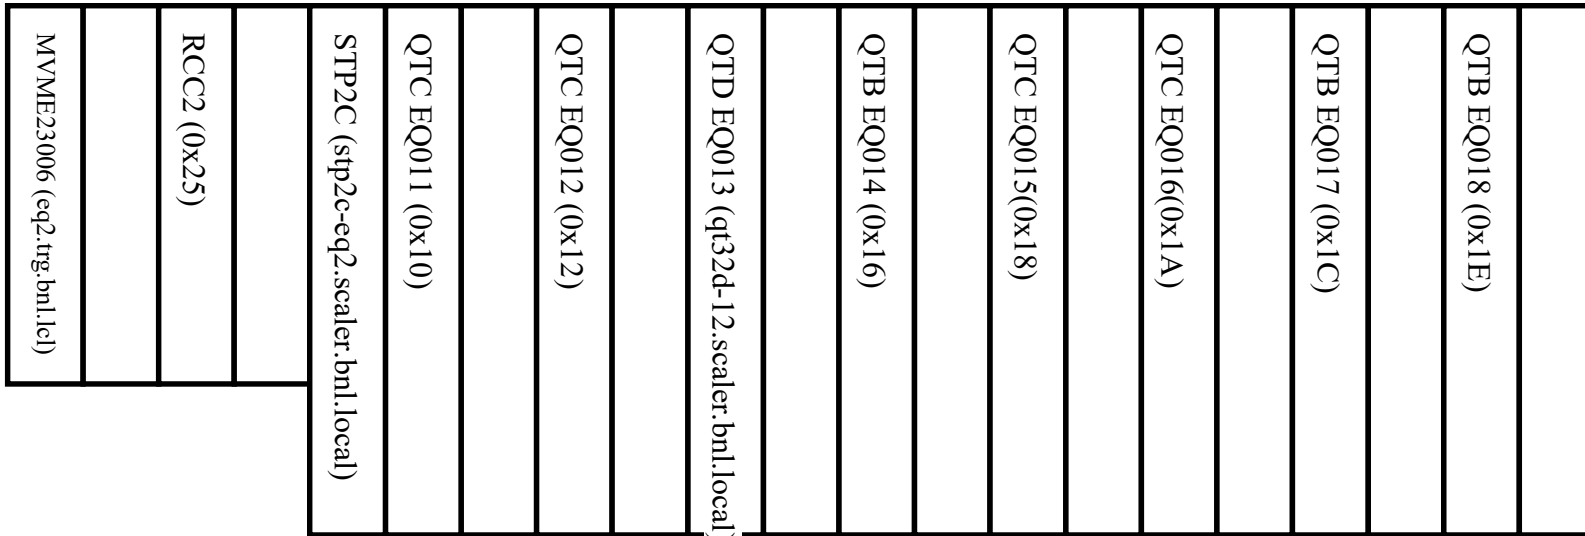 MVME23006 (eq2.trg.bnl.lcl)
RCC2 (0x25)
STP2C (stp2c-eq2.scaler.bnl.local)
QTC EQ011 (0x10)
QTC EQ012 (0x12)
QTD EQ013 (qt32d-12.scaler.bnl.local)
QTB EQ014 (0x16)
QTC EQ015(0x18)
QTC EQ016(0x1A)
QTB EQ017 (0x1C)
QTB EQ018 (0x1E)